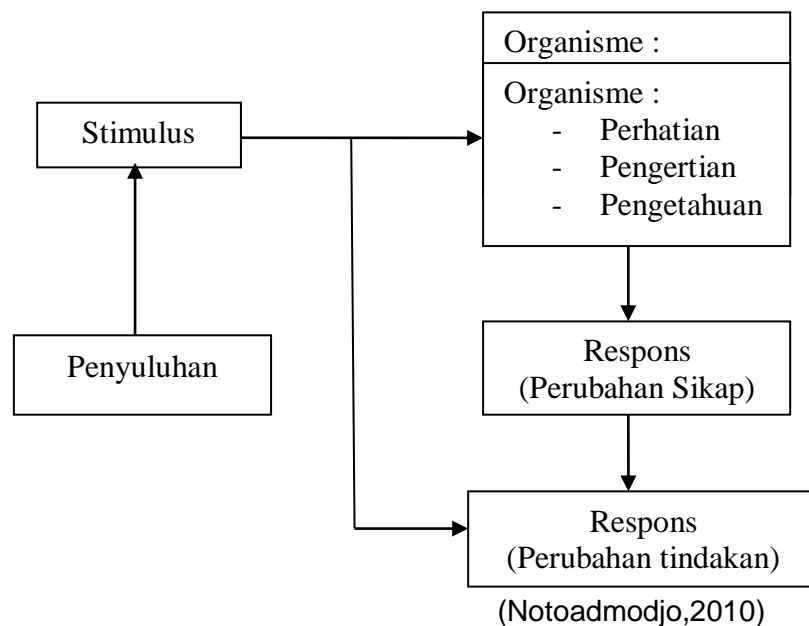 Organisme :
Organisme :
- Perhatian
- Pengertian
- Pengetahuan
Stimulus
Penyuluhan
Respons
(Perubahan Sikap)
Respons
(Perubahan tindakan)
(Notoadmodjo,2010)